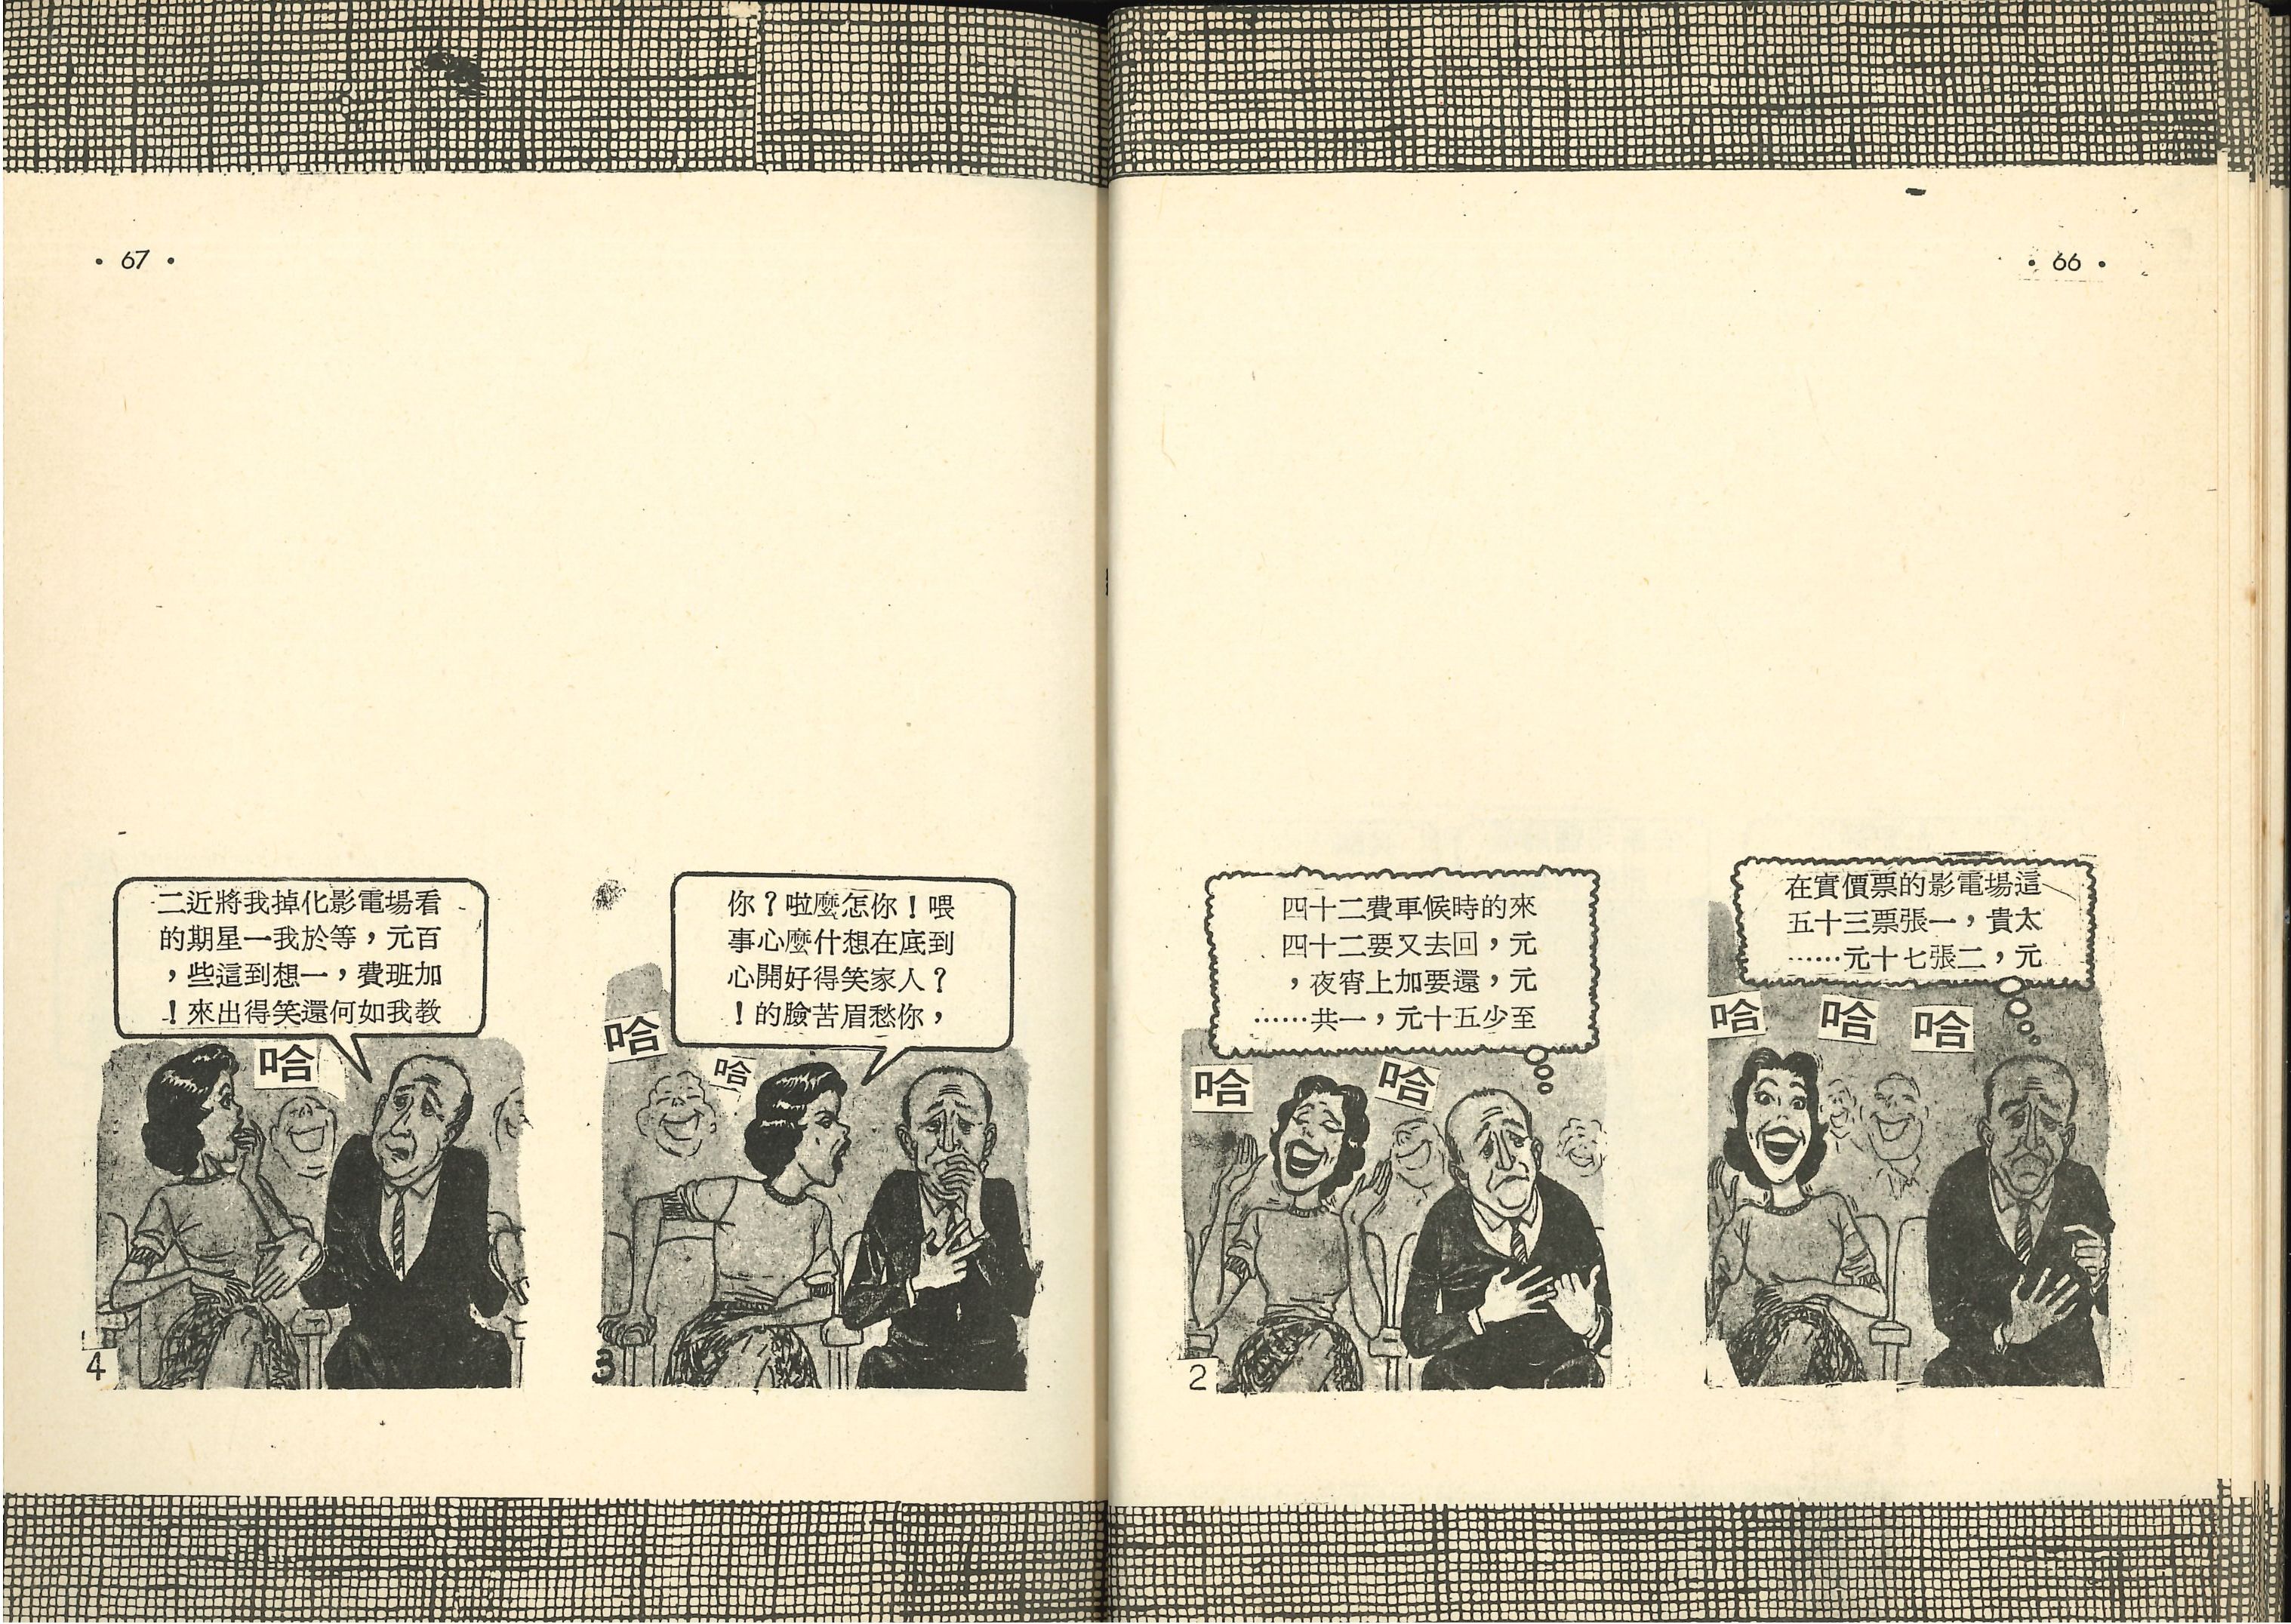 • 66 •
這場電影的票價實在
太貴，一張票三十五
元，二張七十元……
哈
哈
哈
來的時候車費二十四
元，回去又要二十四
元，還要加上宵夜，
至少五十元，一共……
哈
哈
2
• 67 •
喂！你怎麼啦？你
到底在想什麼心事
？人家笑得好開心
，你愁眉苦臉的！
哈
哈
3
看場電影化掉我將近二
百元，等於我一星期的
加班費，一想到這些，
教我如何還笑得出來！
哈
4